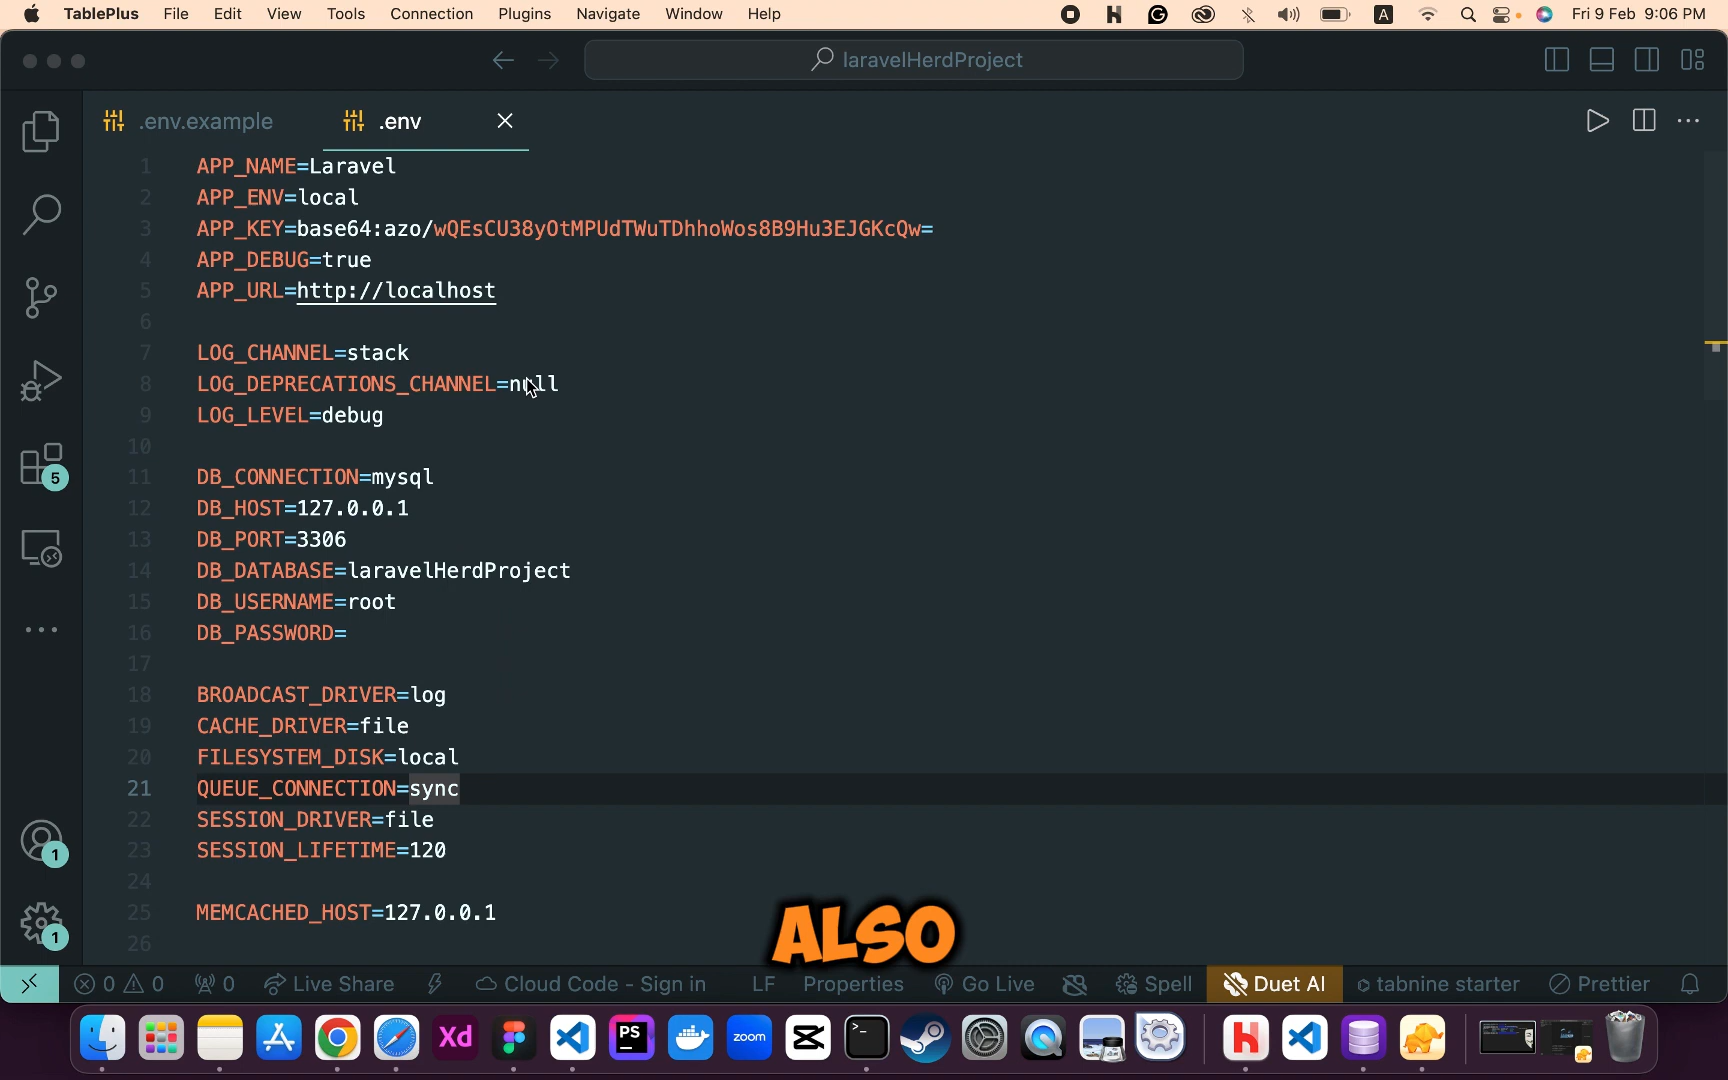 TablePlus File Edit View Tools Connection Plugins Navigate Window Help A Fri 9 Feb 9:06 PM
laravelHerdProject
.env.example .env
1 APP_NAME=Laravel
2 APP_ENV=local
3 APP_KEY=base64:azo/wQEsCU38yOtMPUdTWuTDhhoWos8B9Hu3EJGKcQw=
4 APP_DEBUG=true
5 APP_URL=http://localhost
6
7 LOG_CHANNEL=stack
8 LOG_DEPRECATIONS_CHANNEL=null
9 LOG_LEVEL=debug
10
11 DB_CONNECTION=mysql
12 DB_HOST=127.0.0.1
13 DB_PORT=3306
14 DB_DATABASE=laravelHerdProject
15 DB_USERNAME=root
16 DB_PASSWORD=
17
18 BROADCAST_DRIVER=log
19 CACHE_DRIVER=file
20 FILESYSTEM_DISK=local
21 QUEUE_CONNECTION=sync
22 SESSION_DRIVER=file
23 SESSION_LIFETIME=120
24
25 MEMCACHED_HOST=127.0.0.1
26
5
1
1
ALSO
0 0 0 Live Share Cloud Code - Sign in LF Properties Go Live Spell Duet AI tabnine starter Prettier
Xd PS zoom H